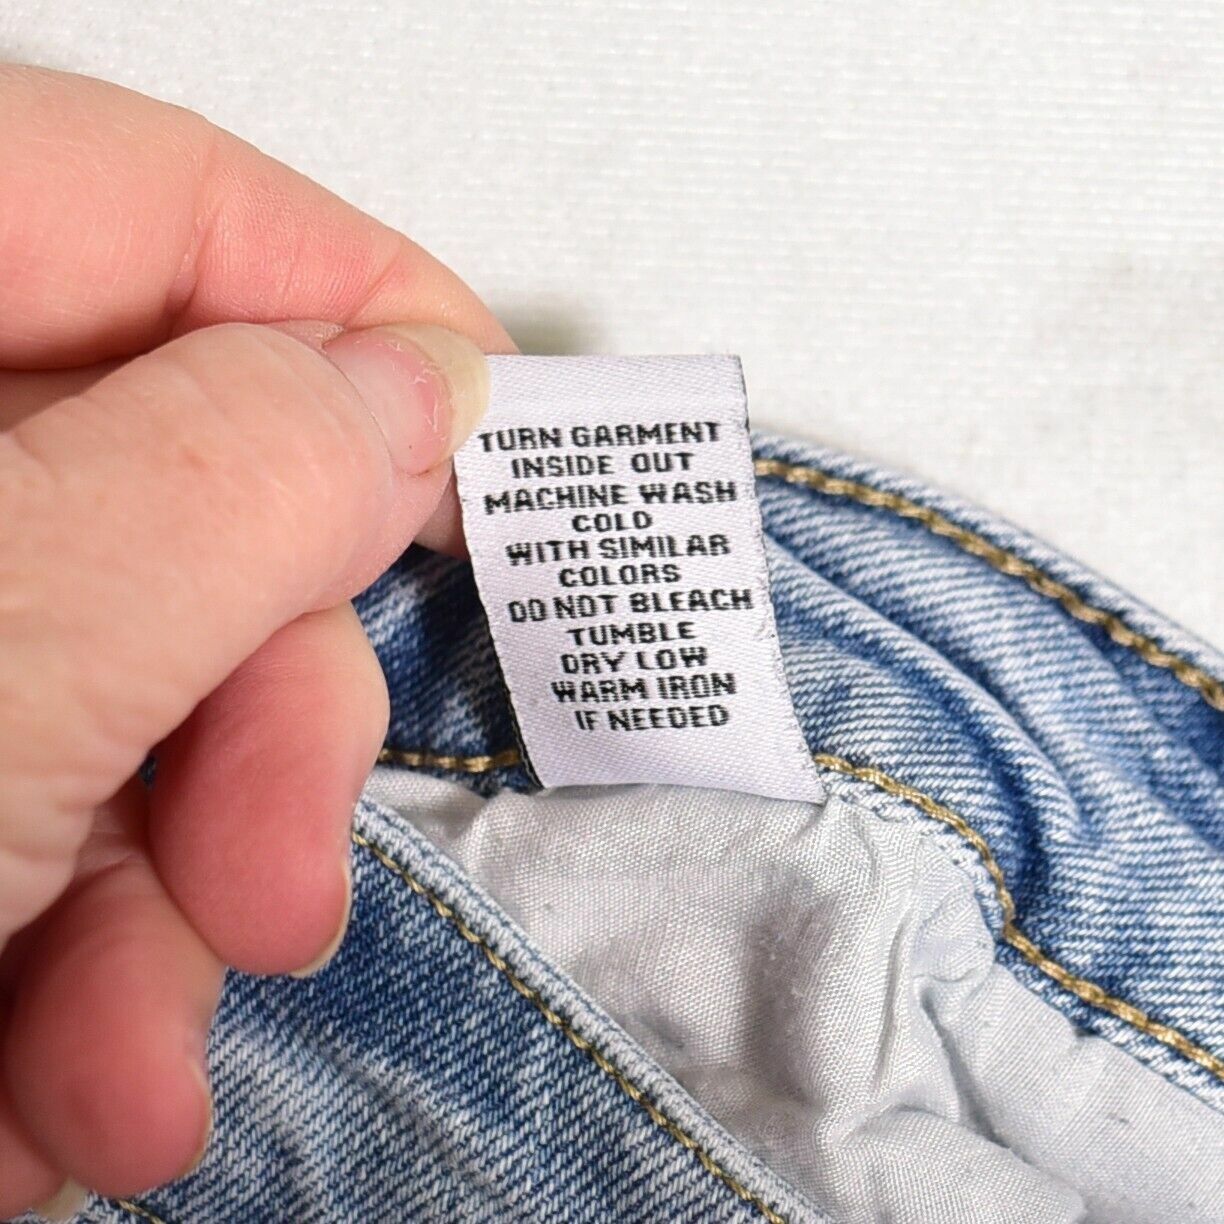 TURN GARMENT
INSIDE OUT
MACHINE WASH
COLD
WITH SIMILAR
COLORS
DO NOT BLEACH
TUMBLE
DRY LOW
WARM IRON
IF NEEDED